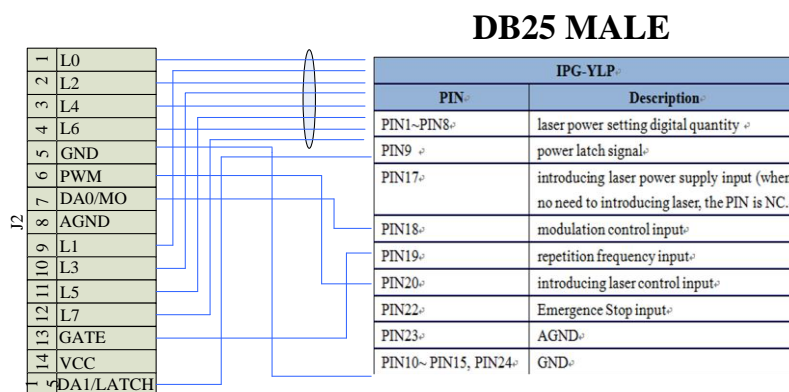 DB25 MALE
J2
1 L0
2 L2
3 L4
4 L6
5 GND
6 PWM
7 DA0/MO
8 AGND
9 L1
10 L3
11 L5
12 L7
13 GATE
14 VCC
15 DA1/LATCH
IPG-YLP
PIN Description
PIN1~PIN8 laser power setting digital quantity
PIN9 power latch signal
PIN17 introducing laser power supply input (when
no need to introducing laser, the PIN is NC.
PIN18 modulation control input
PIN19 repetition frequency input
PIN20 introducing laser control input
PIN22 Emergence Stop input
PIN23 AGND
PIN10~ PIN15, PIN24 GND